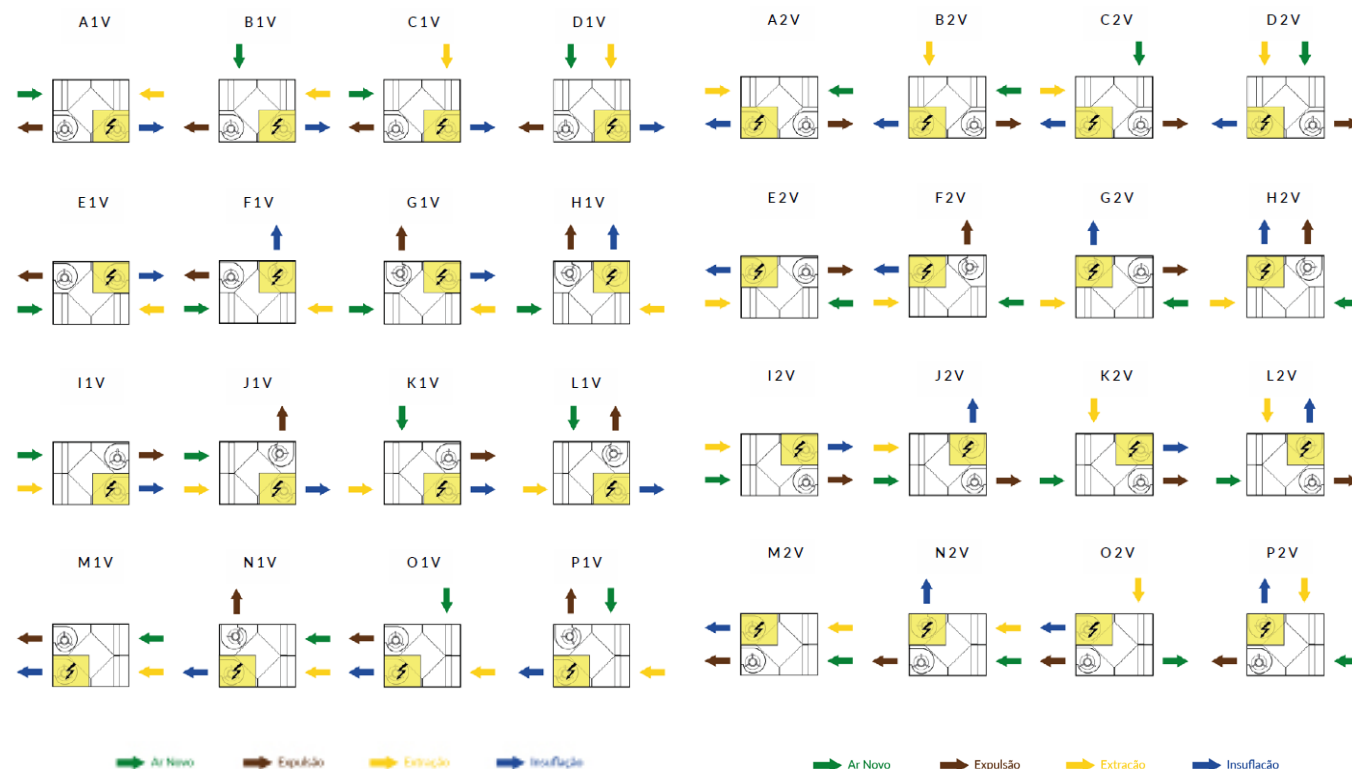 A1V B1V C1V D1V A2V B2V C2V D2V
E1V F1V G1V H1V E2V F2V G2V H2V
I1V J1V K1V L1V I2V J2V K2V L2V
M1V N1V O1V P1V M2V N2V O2V P2V
Ar Novo Expulsão Extração Insuflação Ar Novo Expulsão Extracão Insuflacão